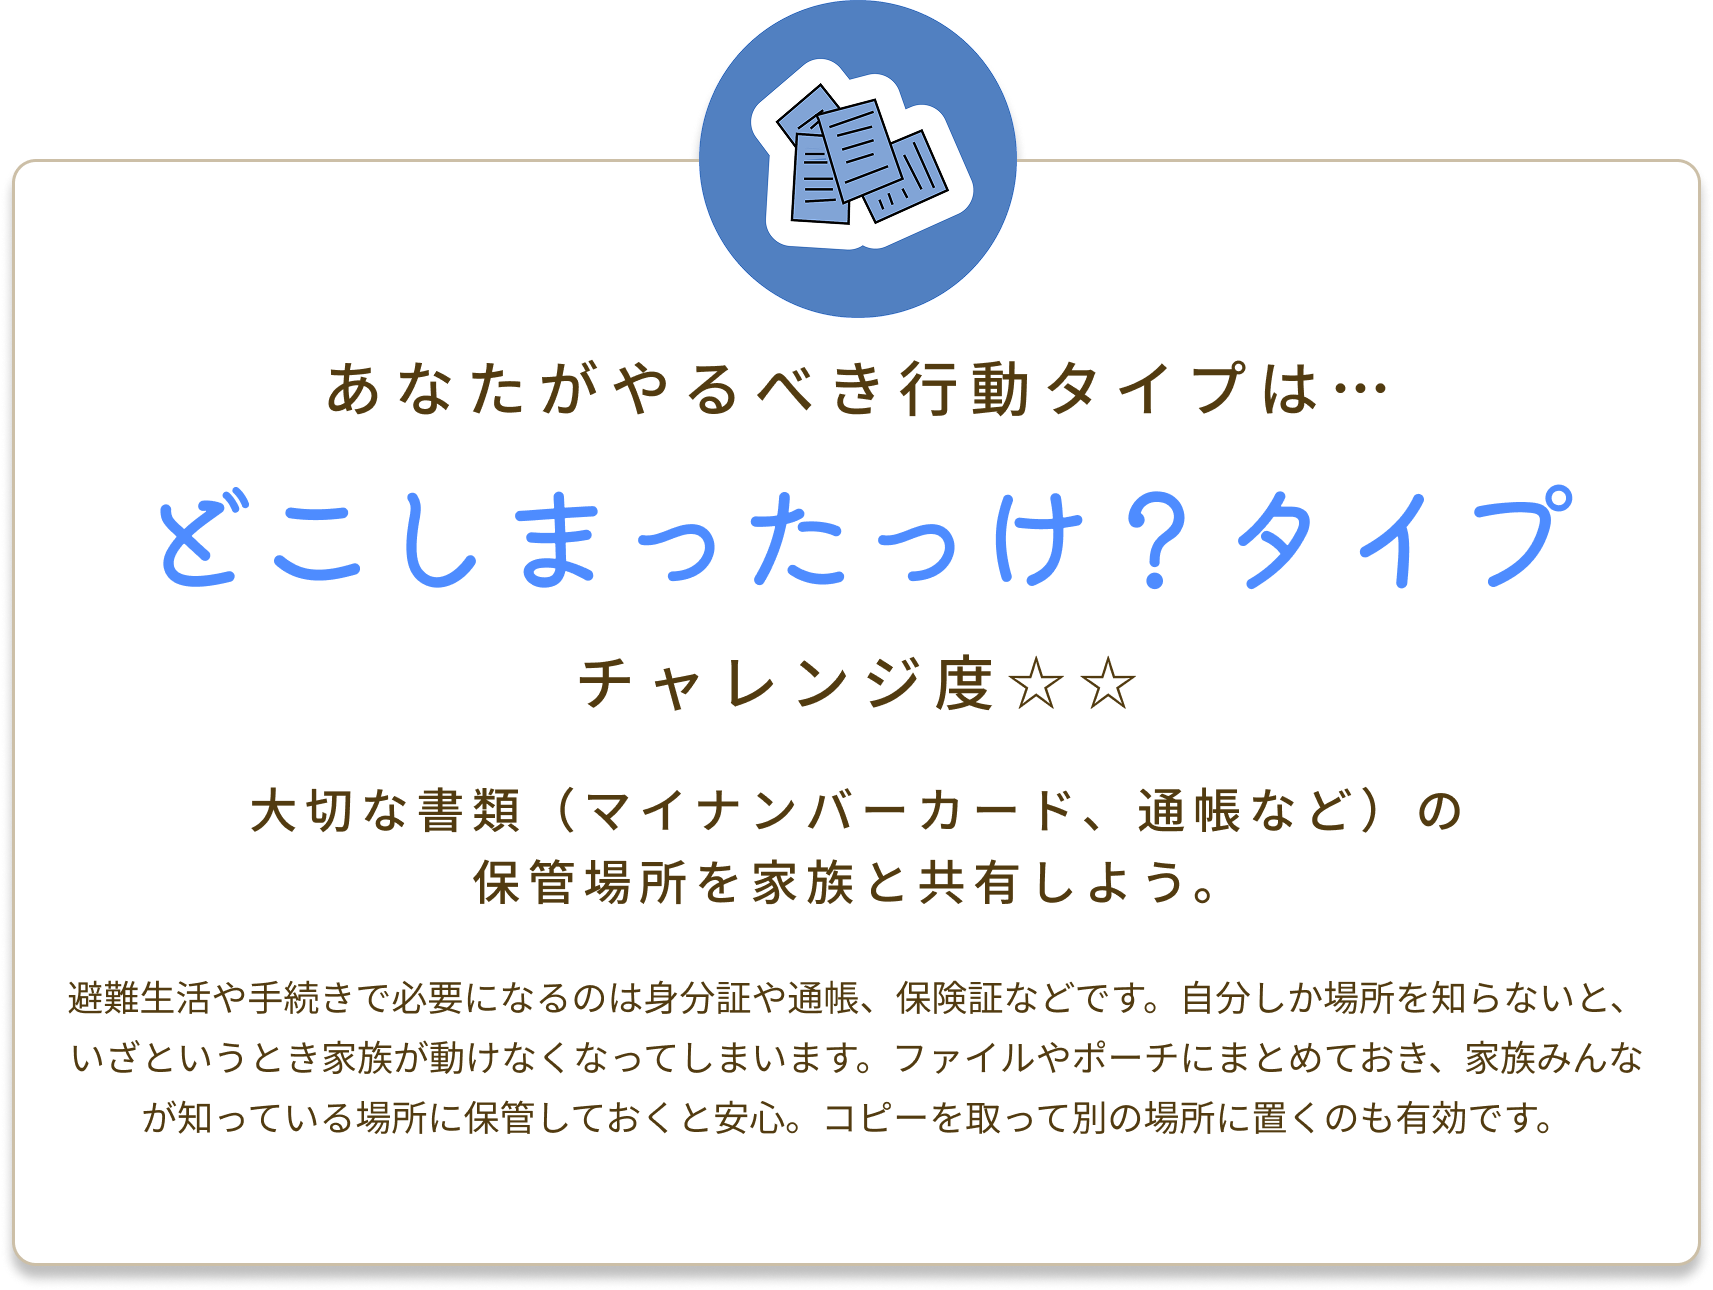 あなたがやるべき行動タイプは…
どこしまったっけ？タイプ
チャレンジ度☆☆
大切な書類（マイナンバーカード、通帳など）の
保管場所を家族と共有しよう。
避難生活や手続きで必要になるのは身分証や通帳、保険証などです。自分しか場所を知らないと、
いざというとき家族が動けなくなってしまいます。ファイルやポーチにまとめておき、家族みんな
が知っている場所に保管しておくと安心。コピーを取って別の場所に置くのも有効です。